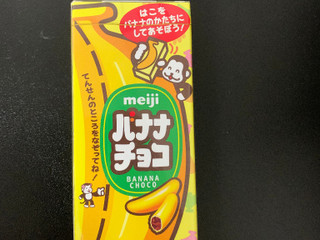 はこを
バナナのかたちに
してあそぼう!
てんせんのところをなぞってね!
meiji
バナナ
チョコ
BANANA
CHOCO